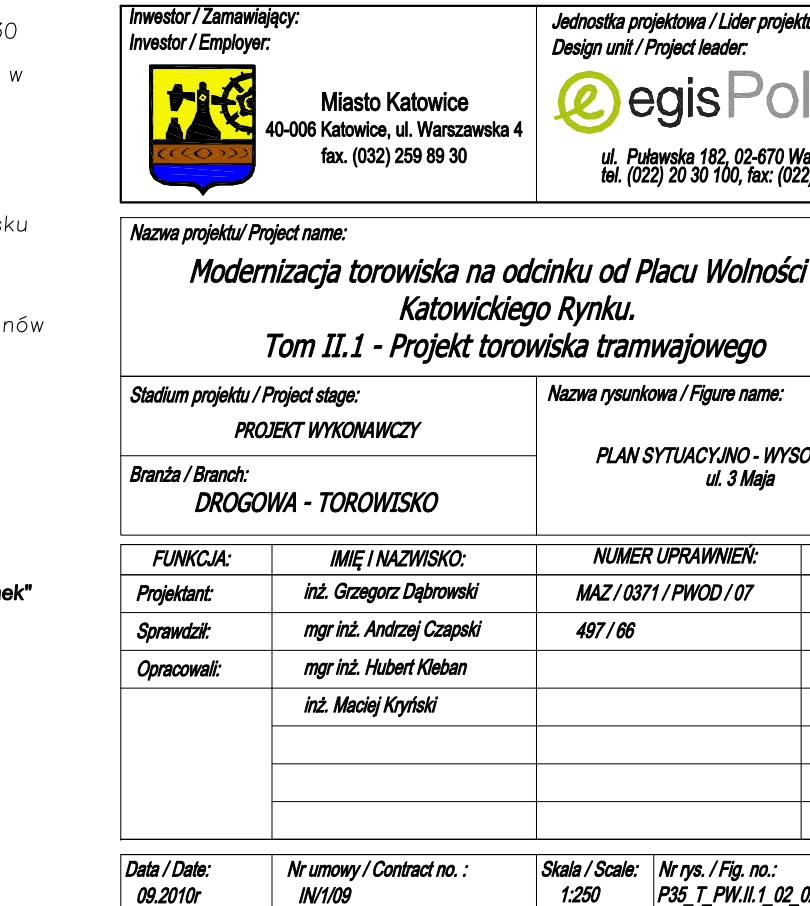 30
w
sku
nów
nek"
Inwestor / Zamawiający:
Investor / Employer:
Miasto Katowice
40-006 Katowice, ul. Warszawska 4
fax. (032) 259 89 30
Jednostka projektowa / Lider projektu
Design unit / Project leader:
egis Pol
ul. Puławska 182, 02-670 Wa
tel. (022) 20 30 100, fax: (022)
Nazwa projektu/ Project name:
Modernizacja torowiska na odcinku od Placu Wolności
Katowickiego Rynku.
Tom II.1 - Projekt torowiska tramwajowego
Stadium projektu / Project stage:
PROJEKT WYKONAWCZY
Branża / Branch:
DROGOWA - TOROWISKO
Nazwa rysunkowa / Figure name:
PLAN SYTUACYJNO - WYSO
ul. 3 Maja
FUNKCJA: IMIĘ I NAZWISKO: NUMER UPRAWNIEŃ:
Projektant: inż. Grzegorz Dąbrowski MAZ / 0371 / PWOD / 07
Sprawdził: mgr inż. Andrzej Czapski 497 / 66
Opracowali: mgr inż. Hubert Kleban
inż. Maciej Kryński
Data / Date: Nr umowy / Contract no. : Skala / Scale: Nr rys. / Fig. no.:
09.2010r IN/1/09 1:250 P35_T_PW.II.1_02_0